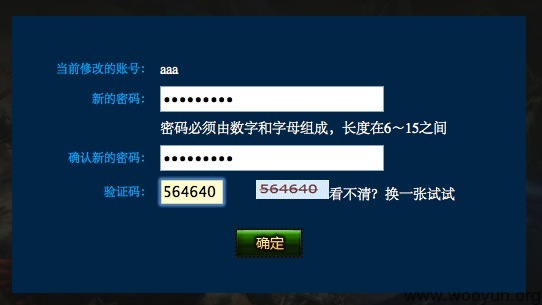 当前修改的账号： aaa
新的密码： •••••••••
密码必须由数字和字母组成，长度在6～15之间
确认新的密码： •••••••••
验证码： 564640 564640 看不清？换一张试试
确定
www.wooyun.org